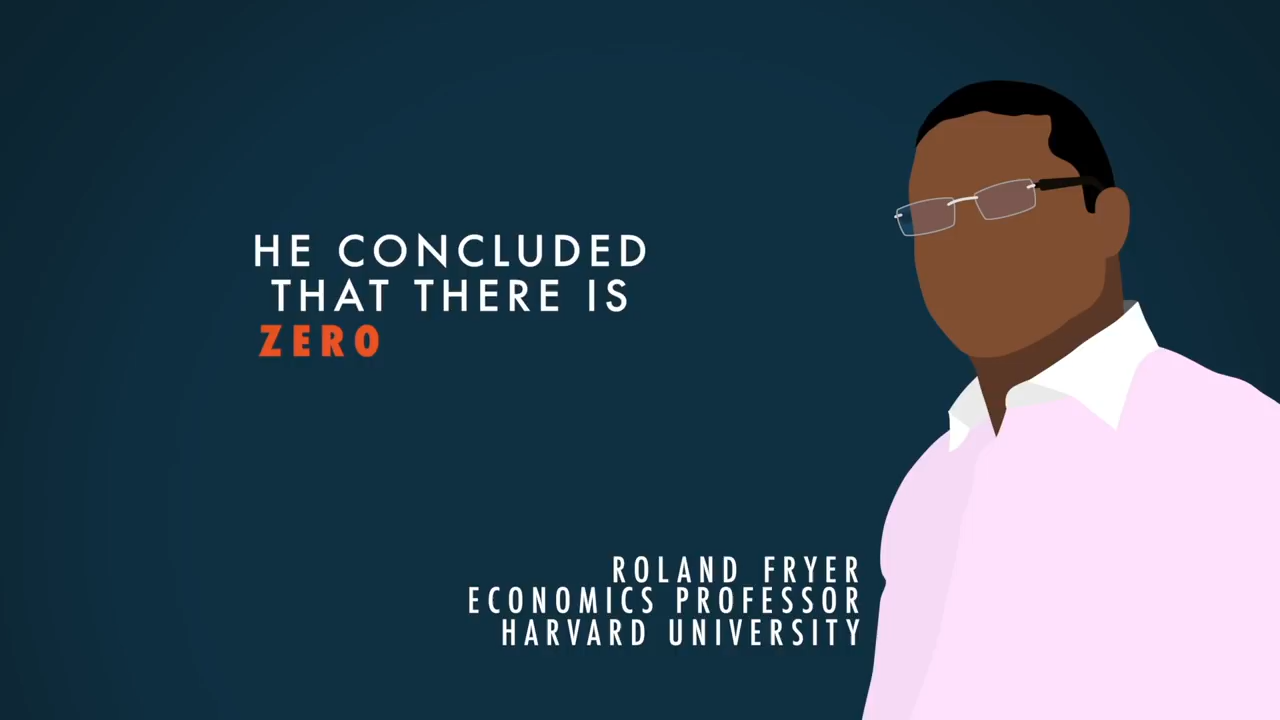 HE CONCLUDED
THAT THERE IS
ZERO
ROLAND FRYER
ECONOMICS PROFESSOR
HARVARD UNIVERSITY